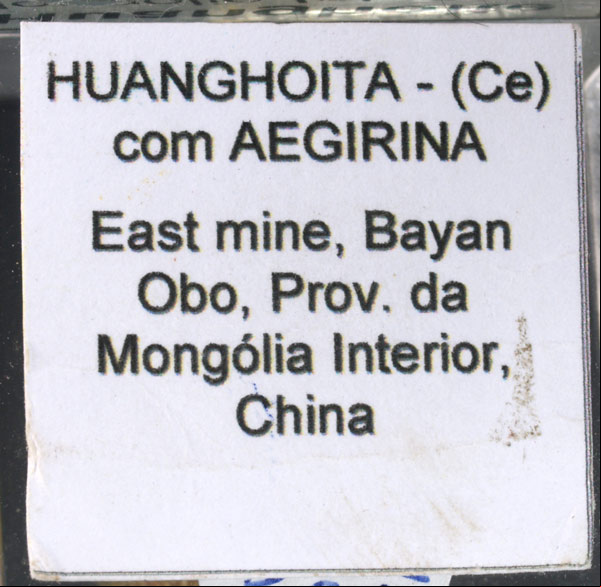 HUANGHOITA - (Ce)
com AEGIRINA
East mine, Bayan
Obo, Prov. da
Mongólia Interior,
China